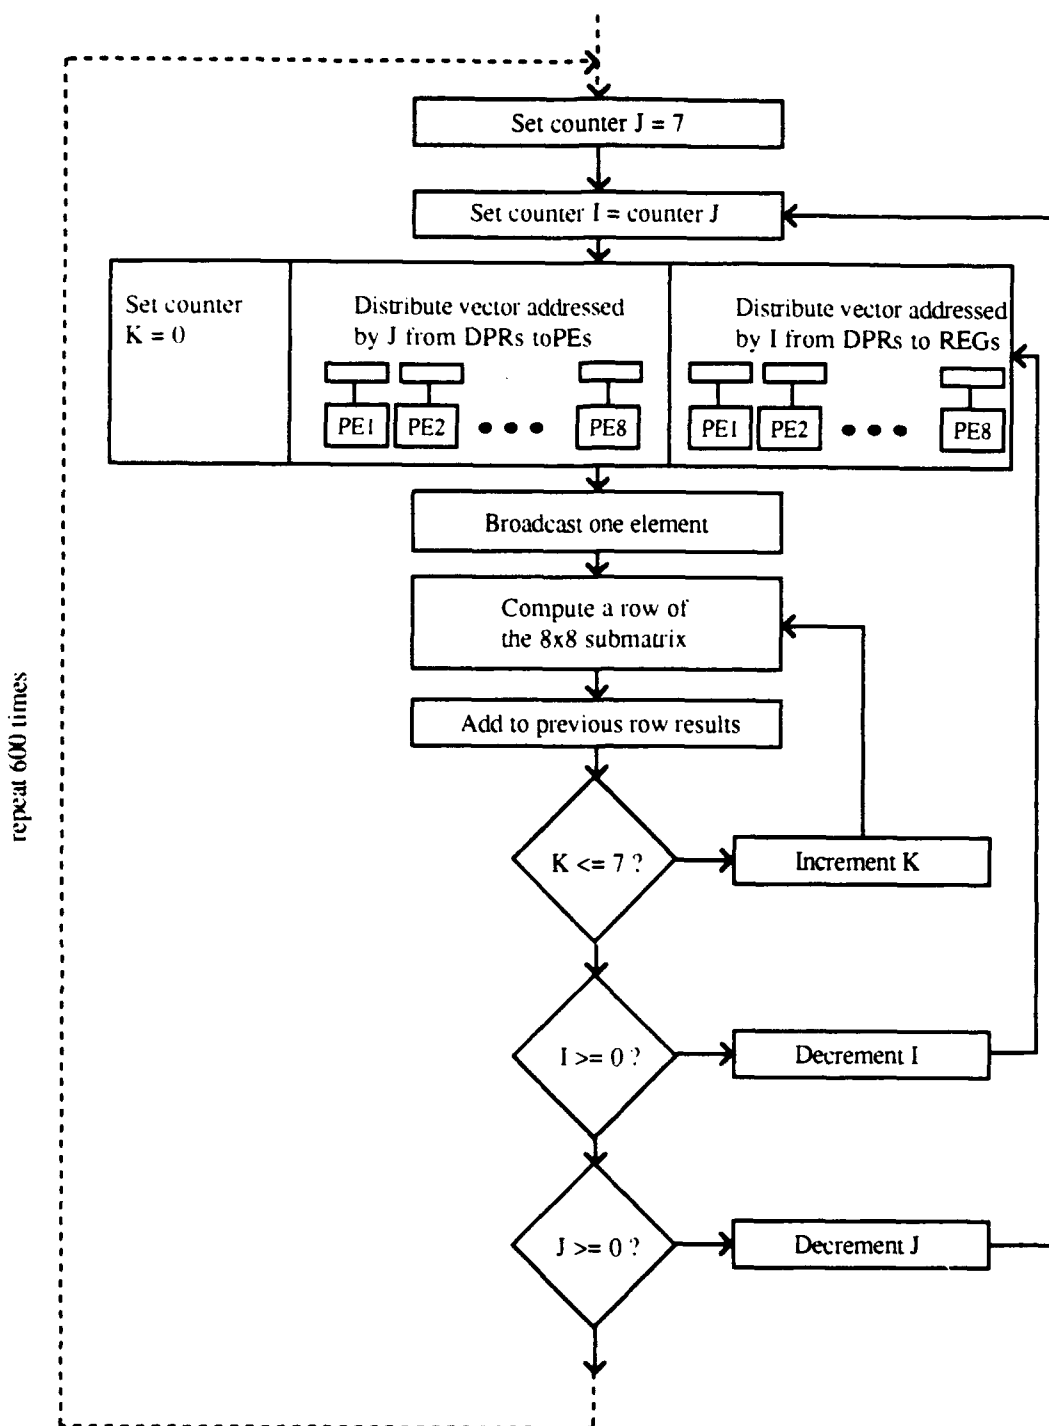 Set counter J = 7
Set counter I = counter J
Set counter
K = 0
Distribute vector addressed
by J from DPRs toPEs
PE1 PE2 PE8
Distribute vector addressed
by I from DPRs to REGs
PE1 PE2 PE8
Broadcast one element
Compute a row of
the 8x8 submatrix
Add to previous row results
K <= 7 ?
Increment K
I >= 0 ?
Decrement I
J >= 0 ?
Decrement J
repeat 600 times